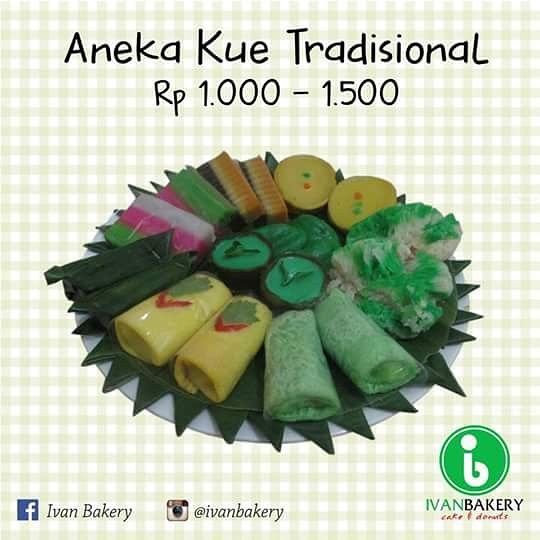 Aneka Kue Tradisional
Rp 1.000 - 1.500
IVANBAKERY
cake & donuts
Ivan Bakery
@ivanbakery